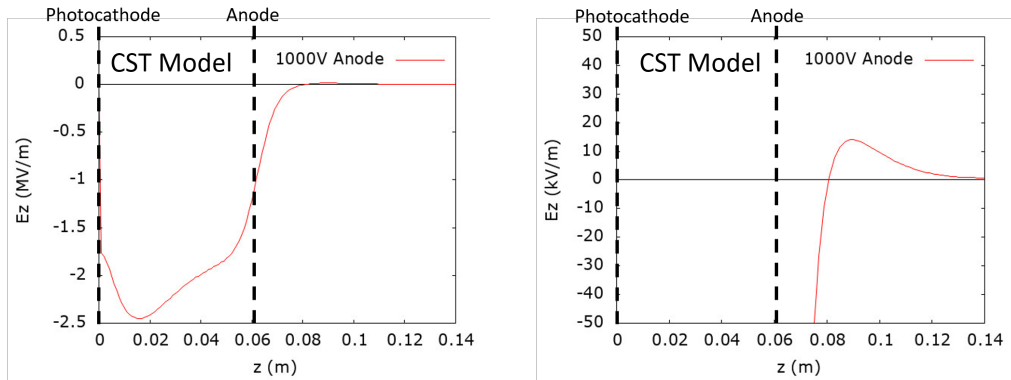 Photocathode
Anode
CST Model
1000V Anode
0.5
0
-0.5
-1
-1.5
-2
-2.5
Ez (MV/m)
0
0.02
0.04
0.06
0.08
0.1
0.12
0.14
z (m)
Photocathode
Anode
CST Model
1000V Anode
50
40
30
20
10
0
-10
-20
-30
-40
-50
Ez (kV/m)
0
0.02
0.04
0.06
0.08
0.1
0.12
0.14
z (m)